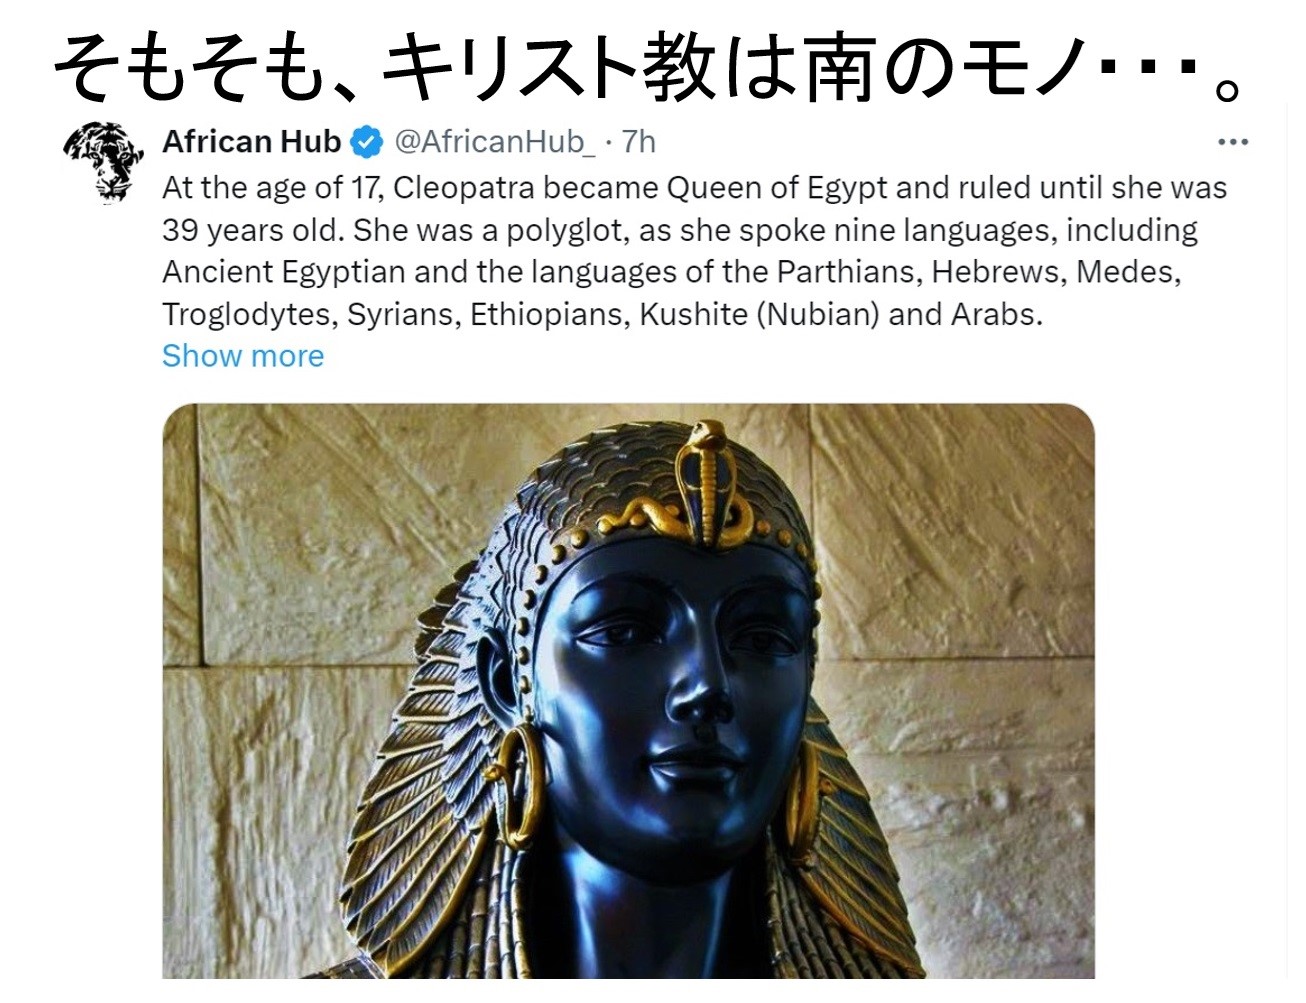 そもそも、キリスト教は南のモノ・・・。
African Hub @AfricanHub_ · 7h
At the age of 17, Cleopatra became Queen of Egypt and ruled until she was
39 years old. She was a polyglot, as she spoke nine languages, including
Ancient Egyptian and the languages of the Parthians, Hebrews, Medes,
Troglodytes, Syrians, Ethiopians, Kushite (Nubian) and Arabs.
Show more